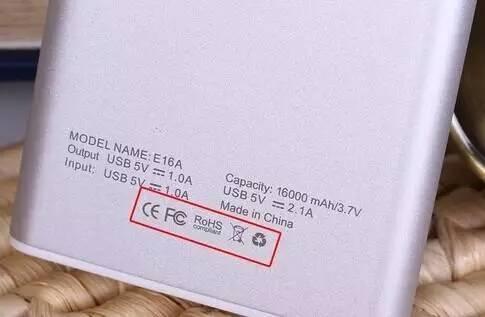 MODEL NAME: E16A
Output USB 5V ⎓ 1.0A
Input: USB 5V ⎓ 1.0A
Capacity: 16000 mAh/3.7V
USB 5V ⎓ 2.1A
Made in China
CE FC RoHS
compliant